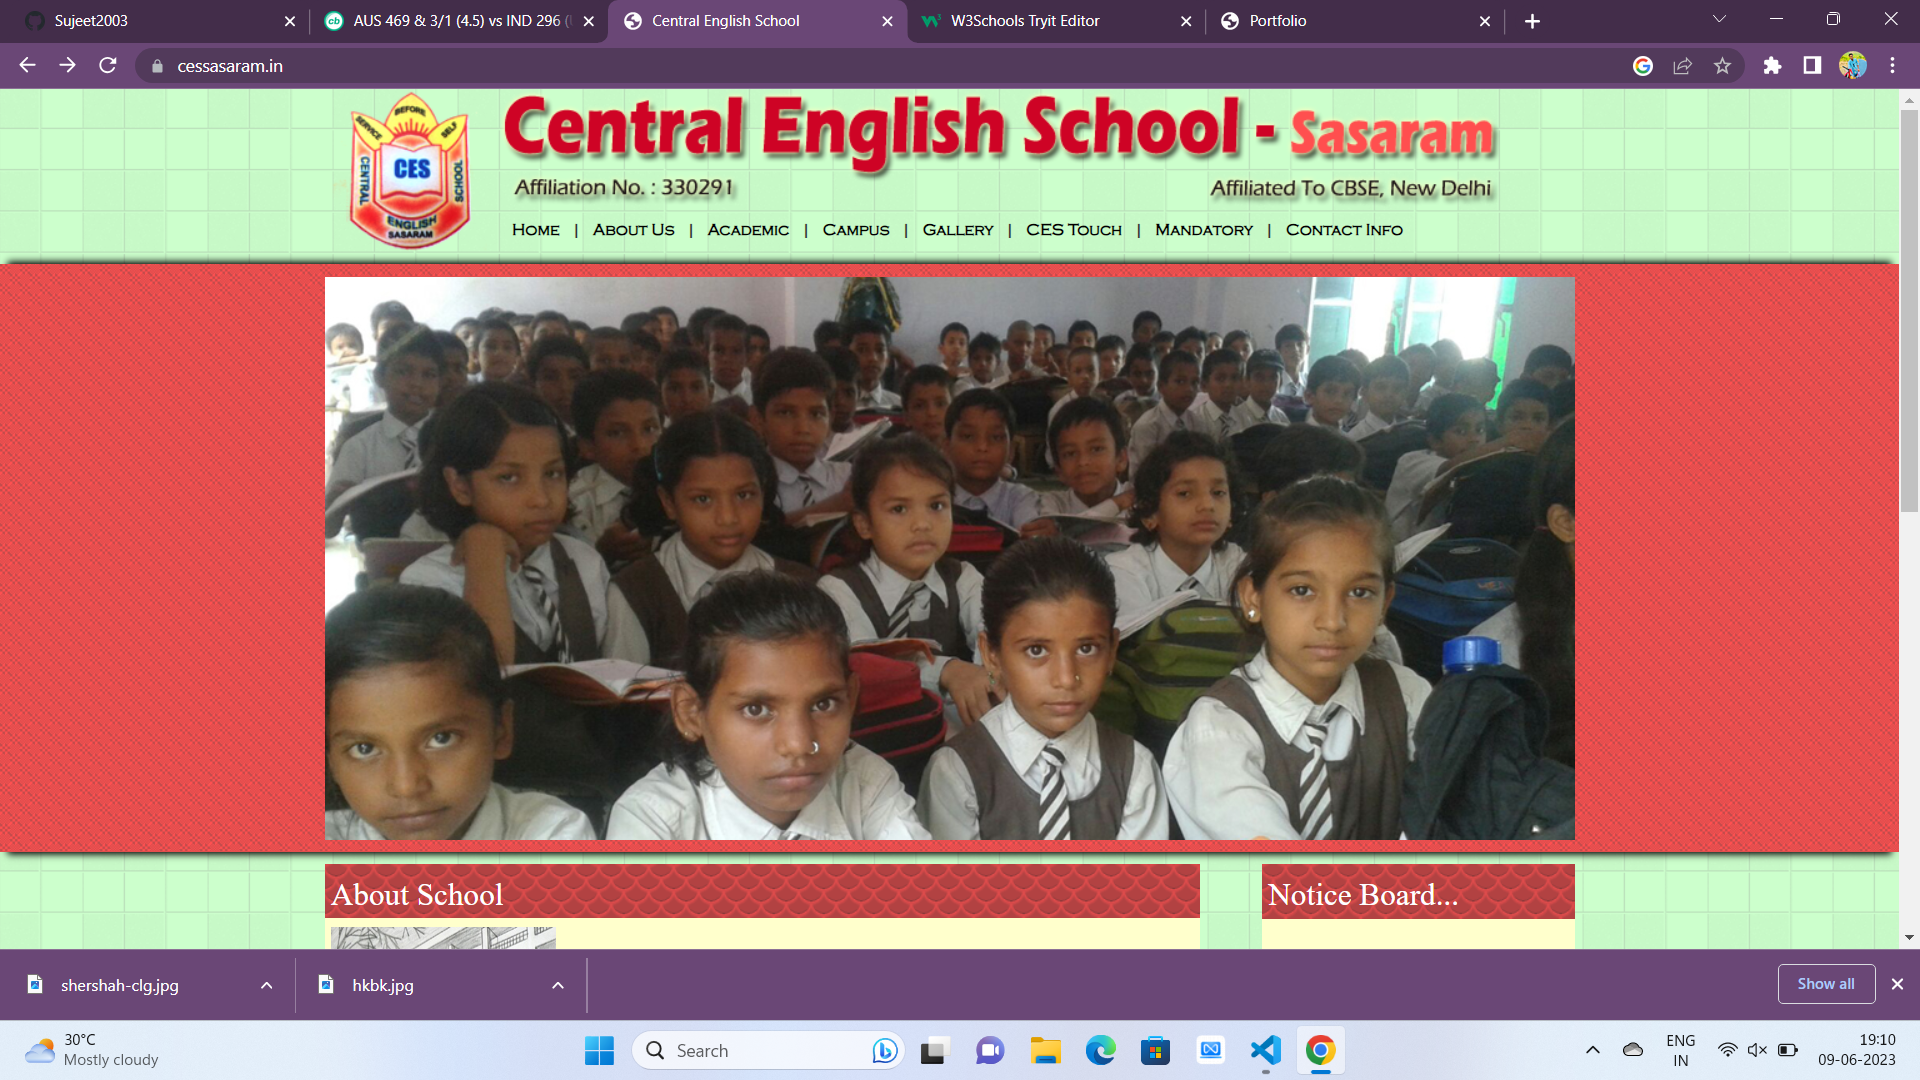 Sujeet2003
AUS 469 & 3/1 (4.5) vs IND 296 (
Central English School
W3Schools Tryit Editor
Portfolio
cessasaram.in
SERVICE BEFORE SELF
CES
CENTRAL
SCHOOL
ENGLISH
SASARAM
Central English School - Sasaram
Affiliation No. : 330291
Affiliated To CBSE, New Delhi
Home | About Us | Academic | Campus | Gallery | CES Touch | Mandatory | Contact Info
About School
Notice Board...
shershah-clg.jpg
hkbk.jpg
Show all
30°C
Mostly cloudy
Search
ENG
IN
19:10
09-06-2023